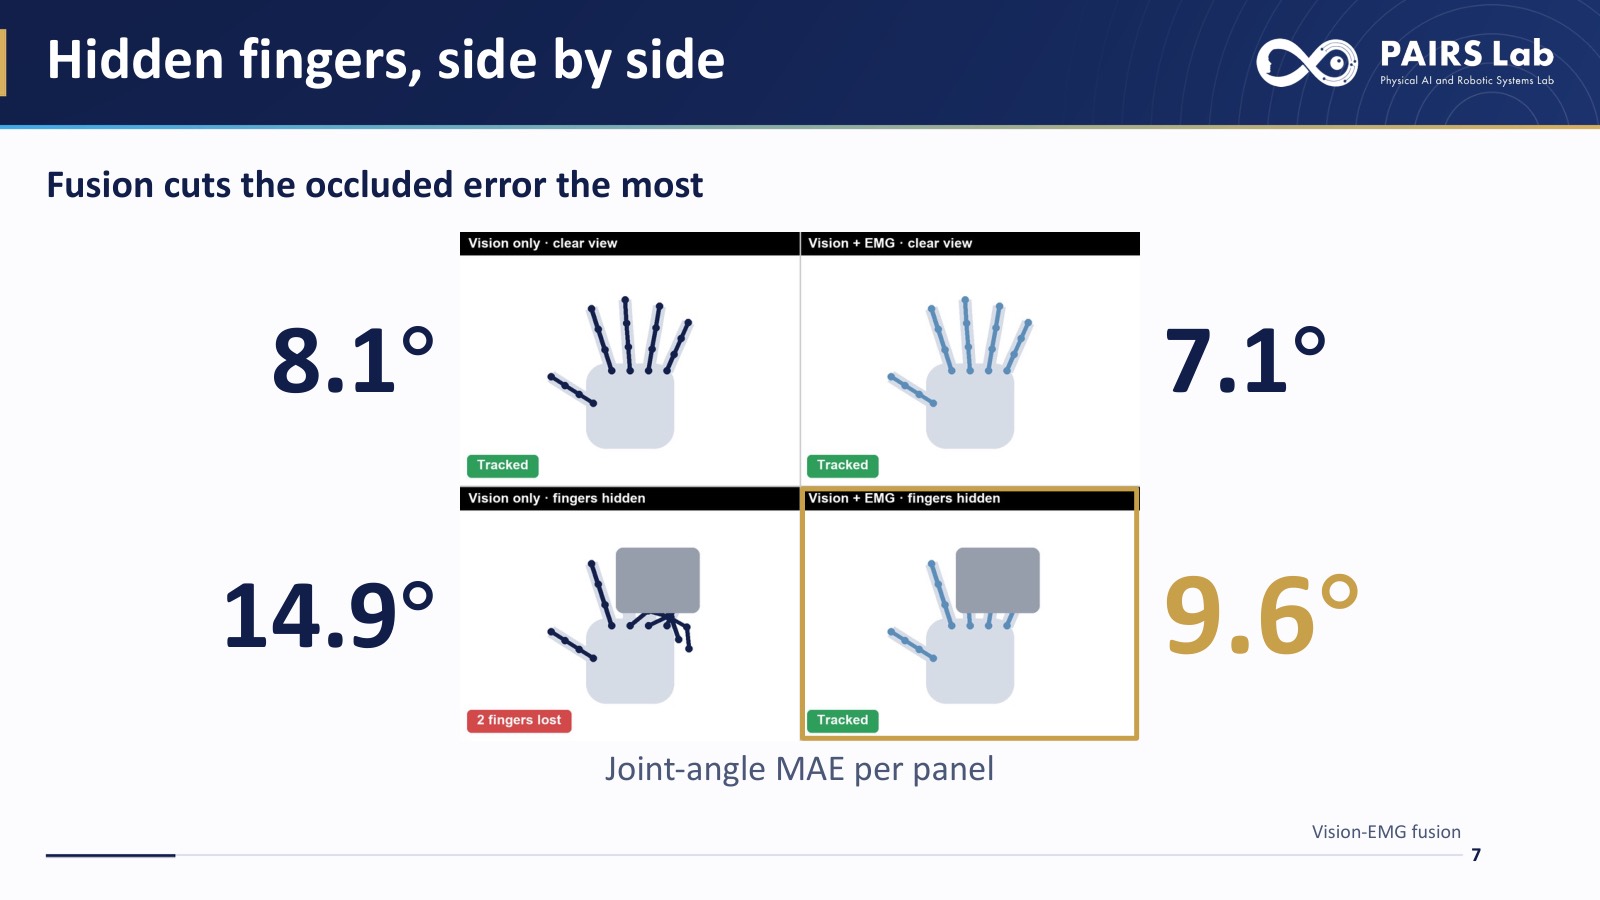 Hidden fingers, side by side
PAIRS Lab
Physical AI and Robotic Systems Lab
Fusion cuts the occluded error the most
Vision only · clear view
Vision + EMG · clear view
8.1°
7.1°
Tracked
Tracked
Vision only · fingers hidden
Vision + EMG · fingers hidden
14.9°
9.6°
2 fingers lost
Tracked
Joint-angle MAE per panel
Vision-EMG fusion
7